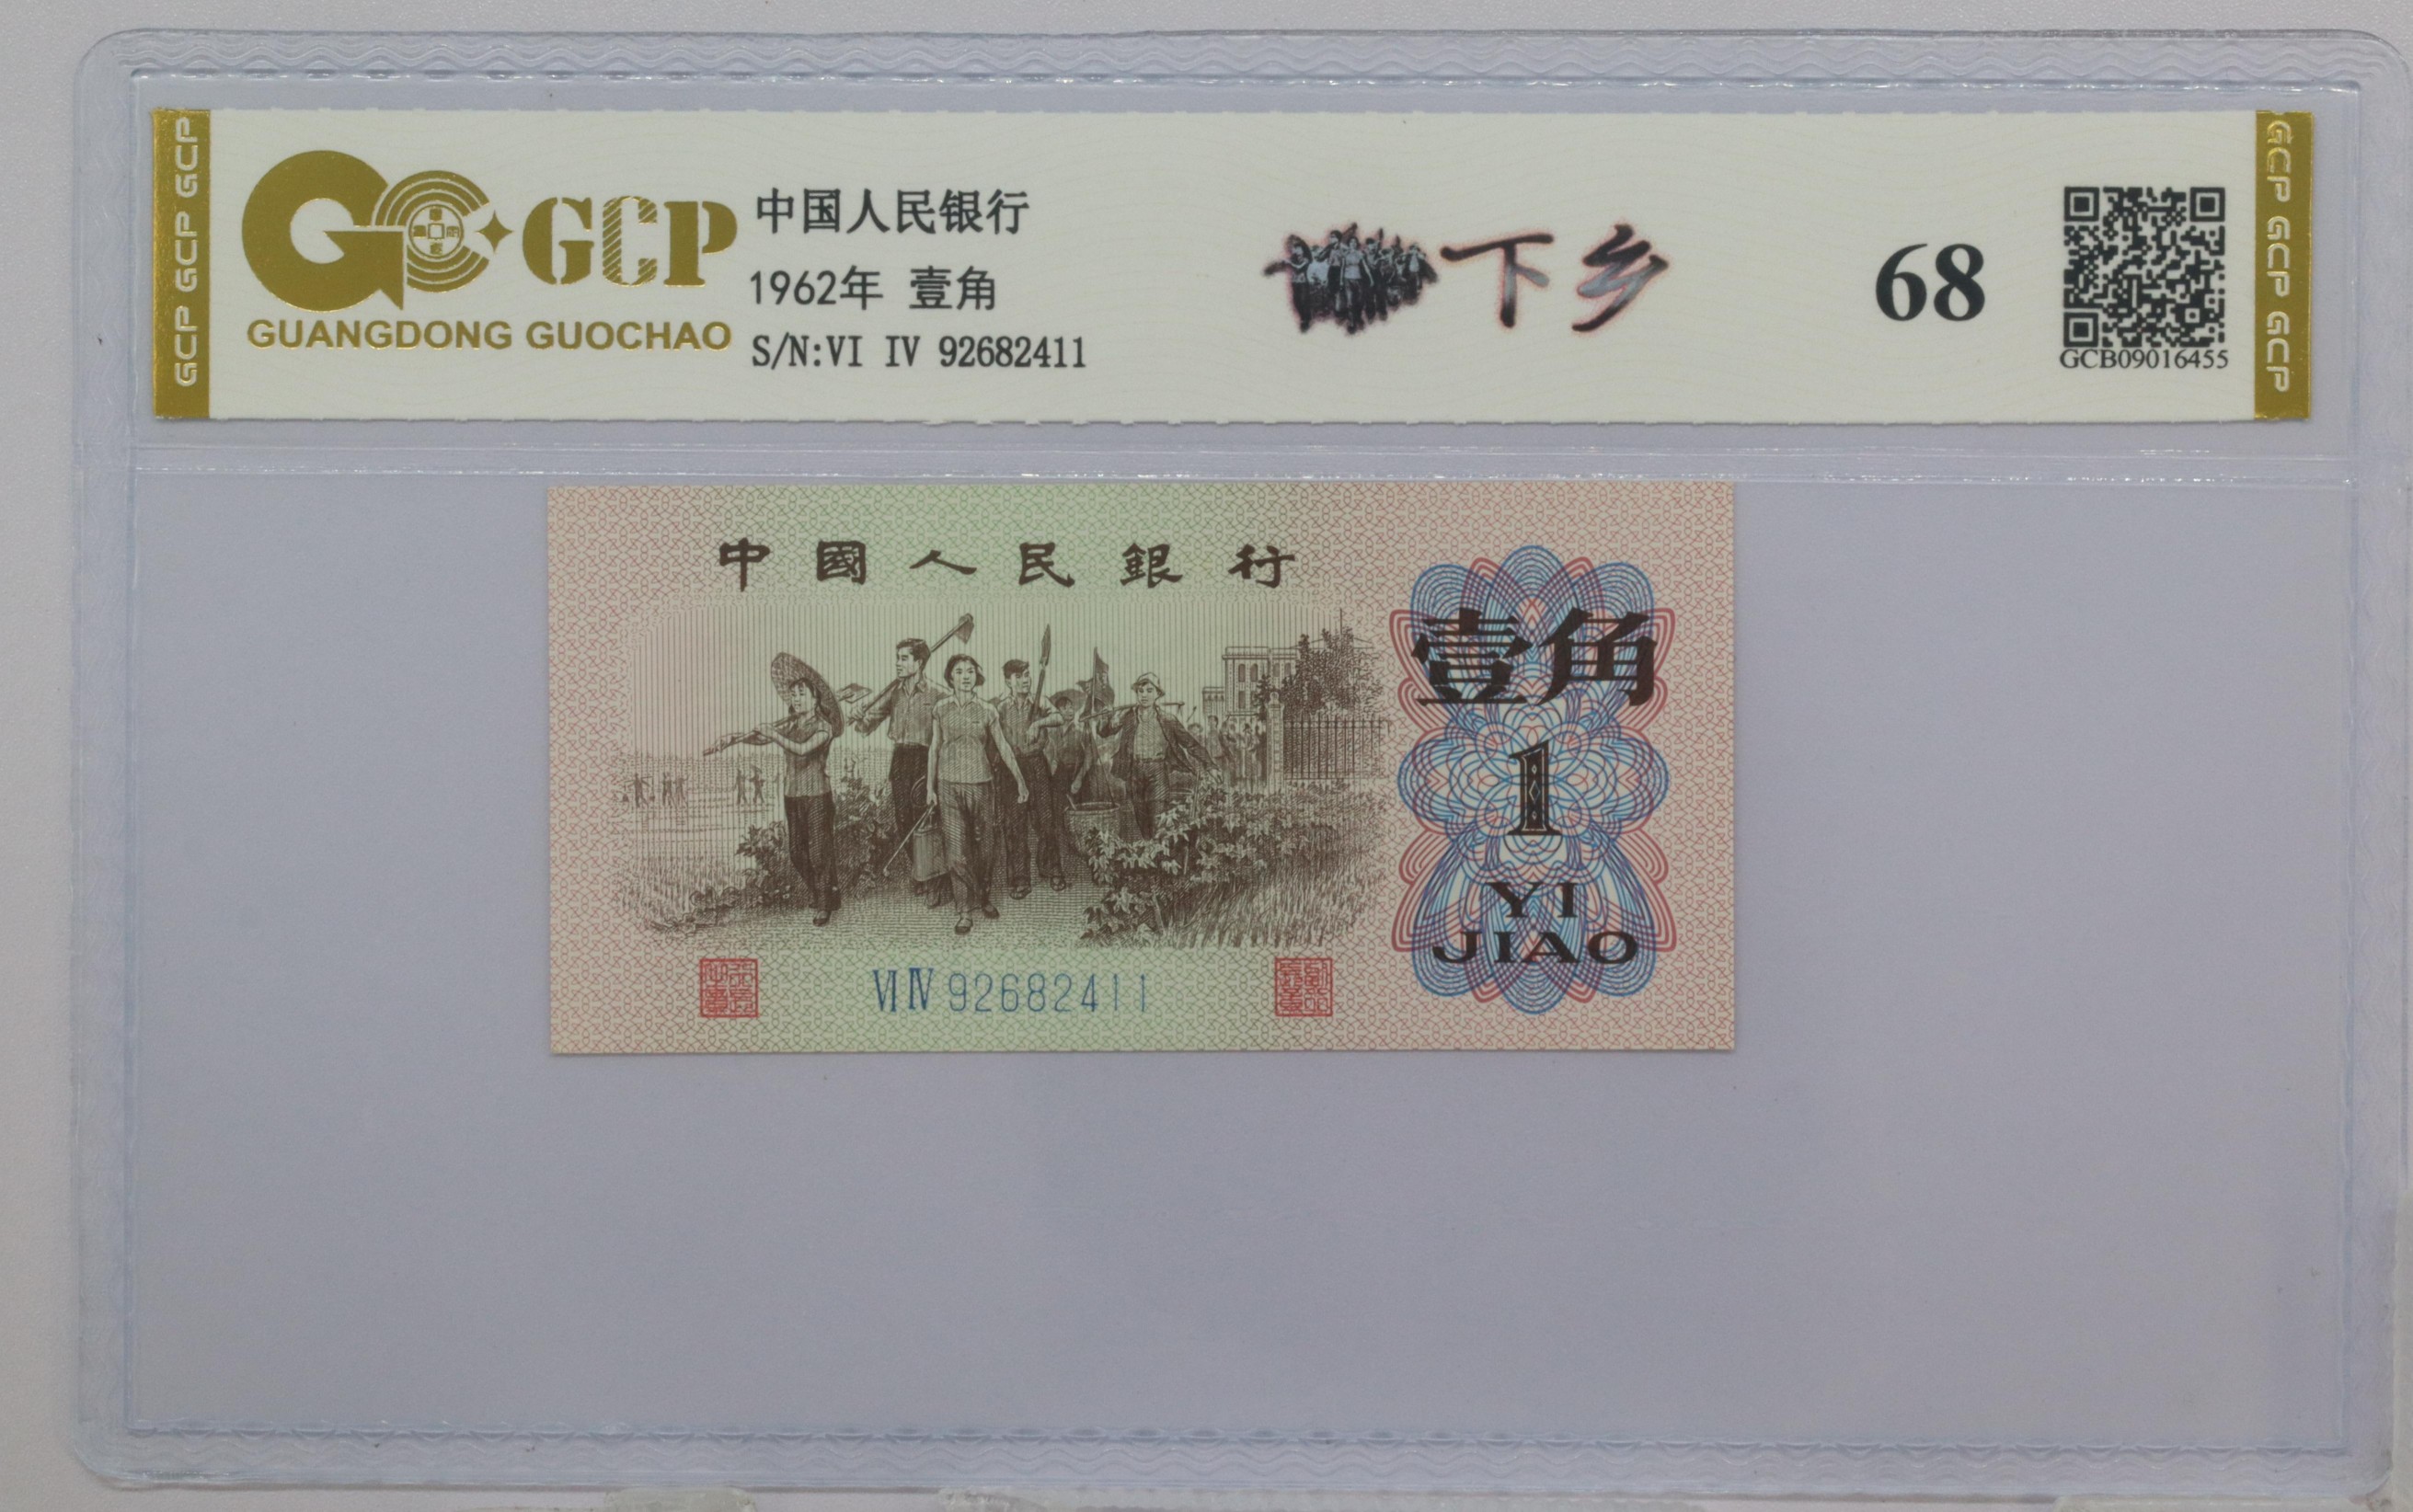 GCP GCP GCP
GCP
GUANGDONG GUOCHAO
中国人民银行
1962年 壹角
S/N:VI IV 92682411
下乡
68
GCB09016455
GCP GCP GCP
中國人民銀行
壹角
1
YI
JIAO
VI IV 92682411